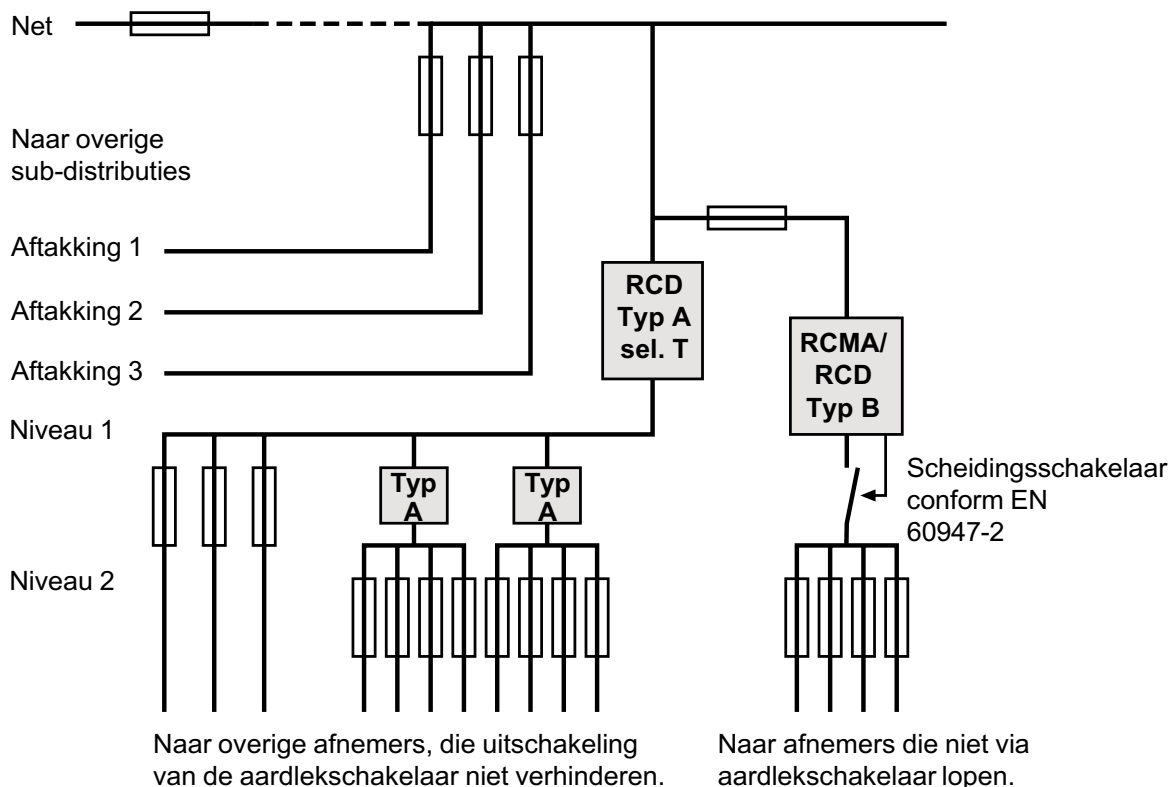 Net
Naar overige
sub-distributies
Aftakking 1
Aftakking 2
Aftakking 3
RCD
Typ A
sel. T
RCMA/
RCD
Typ B
Niveau 1
Typ
A
Typ
A
Scheidingsschakelaar
conform EN
60947-2
Niveau 2
Naar overige afnemers, die uitschakeling
van de aardlekschakelaar niet verhinderen.
Naar afnemers die niet via
aardlekschakelaar lopen.